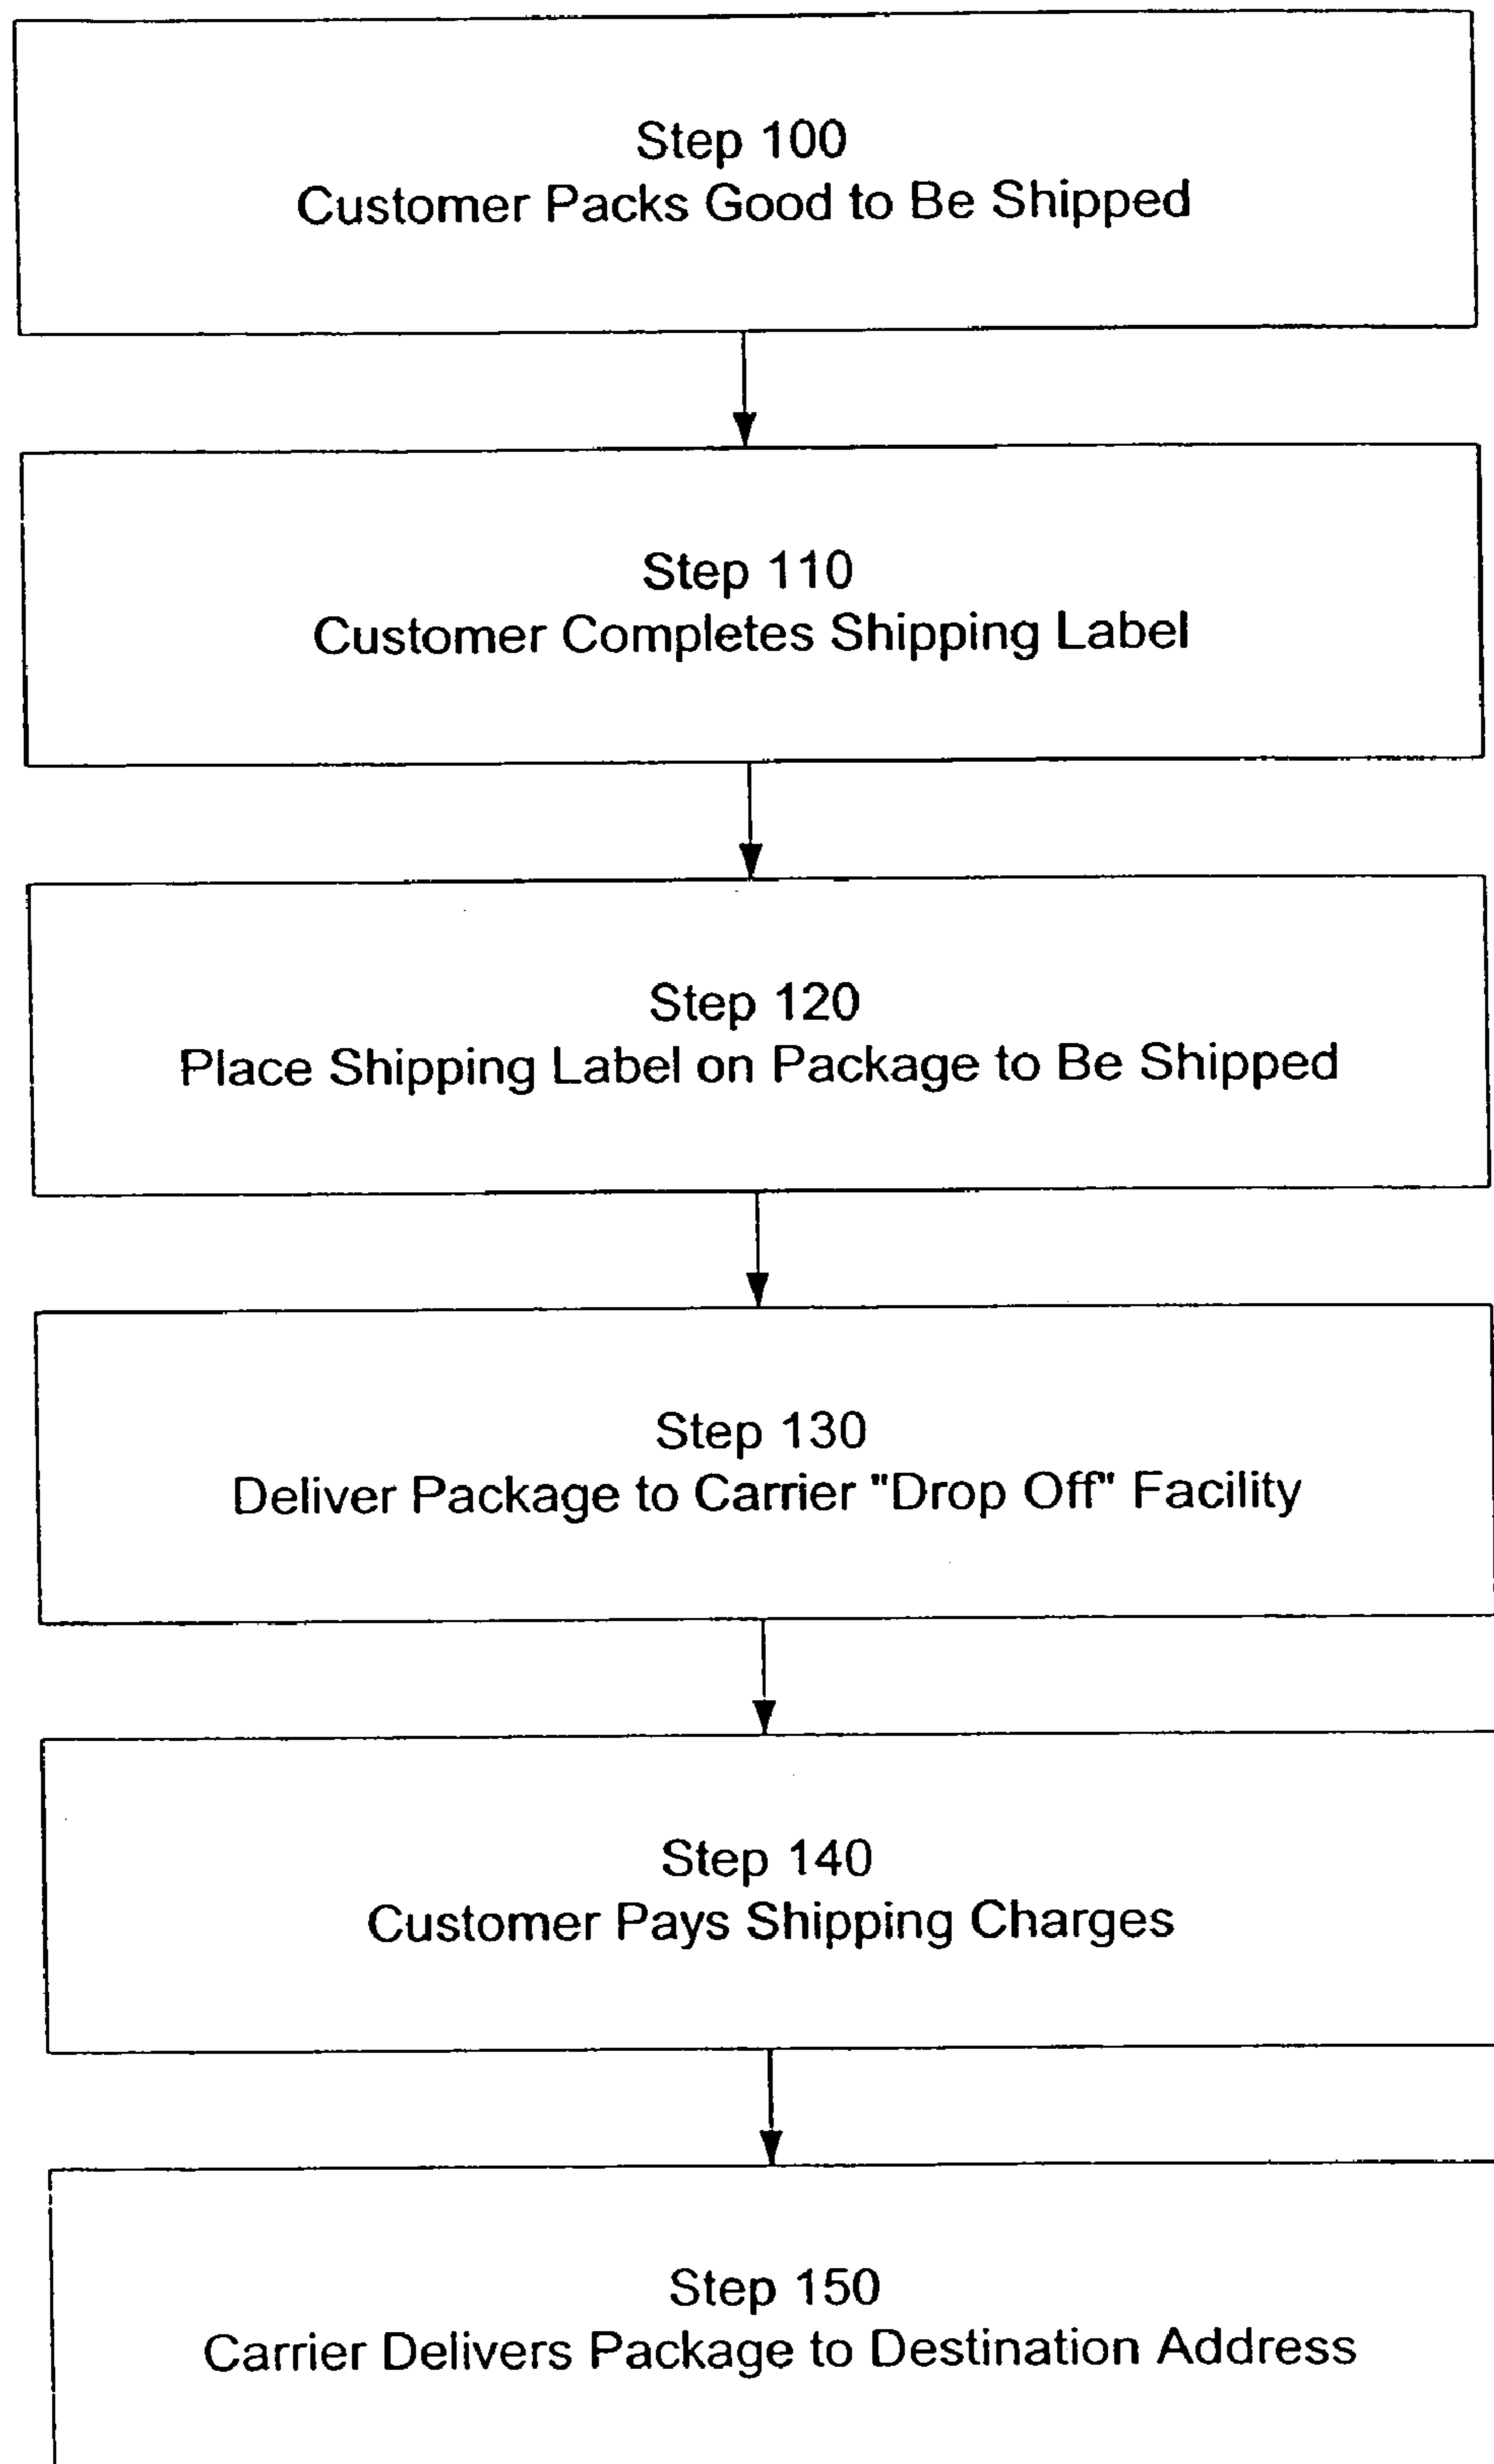 Step 100
Customer Packs Good to Be Shipped
Step 110
Customer Completes Shipping Label
Step 120
Place Shipping Label on Package to Be Shipped
Step 130
Deliver Package to Carrier "Drop Off" Facility
Step 140
Customer Pays Shipping Charges
Step 150
Carrier Delivers Package to Destination Address